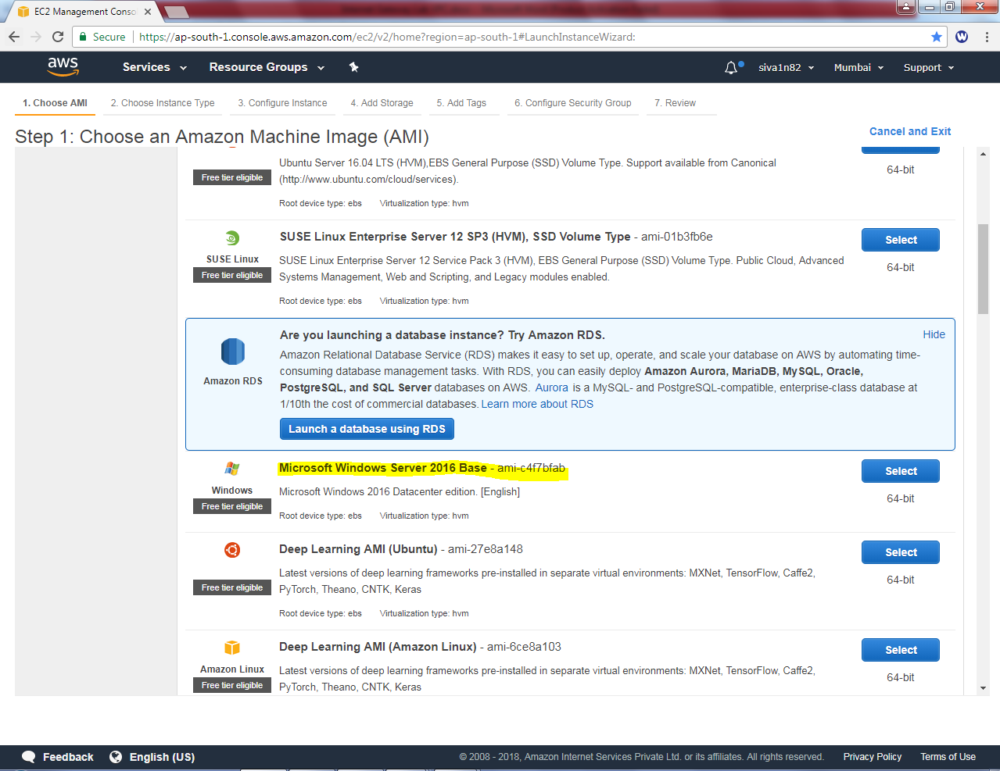 EC2 Management Conso
Secure https://ap-south-1.console.aws.amazon.com/ec2/v2/home?region=ap-south-1#LaunchInstanceWizard:
W
aws Services Resource Groups siva1n82 Mumbai Support
1. Choose AMI 2. Choose Instance Type 3. Configure Instance 4. Add Storage 5. Add Tags 6. Configure Security Group 7. Review
Step 1: Choose an Amazon Machine Image (AMI)
Cancel and Exit
Free tier eligible
Ubuntu Server 16.04 LTS (HVM),EBS General Purpose (SSD) Volume Type. Support available from Canonical
(http://www.ubuntu.com/cloud/services).
Root device type: ebs Virtualization type: hvm
64-bit
SUSE Linux
Free tier eligible
SUSE Linux Enterprise Server 12 SP3 (HVM), SSD Volume Type - ami-01b3fb6e
SUSE Linux Enterprise Server 12 Service Pack 3 (HVM), EBS General Purpose (SSD) Volume Type. Public Cloud, Advanced
Systems Management, Web and Scripting, and Legacy modules enabled.
Root device type: ebs Virtualization type: hvm
Select
64-bit
Amazon RDS
Are you launching a database instance? Try Amazon RDS.
Hide
Amazon Relational Database Service (RDS) makes it easy to set up, operate, and scale your database on AWS by automating time-
consuming database management tasks. With RDS, you can easily deploy Amazon Aurora, MariaDB, MySQL, Oracle,
PostgreSQL, and SQL Server databases on AWS. Aurora is a MySQL- and PostgreSQL-compatible, enterprise-class database at
1/10th the cost of commercial databases. Learn more about RDS
Launch a database using RDS
Windows
Free tier eligible
Microsoft Windows Server 2016 Base - ami-c4f7bfab
Microsoft Windows 2016 Datacenter edition. [English]
Root device type: ebs Virtualization type: hvm
Select
64-bit
Free tier eligible
Deep Learning AMI (Ubuntu) - ami-27e8a148
Latest versions of deep learning frameworks pre-installed in separate virtual environments: MXNet, TensorFlow, Caffe2,
PyTorch, Theano, CNTK, Keras
Root device type: ebs Virtualization type: hvm
Select
64-bit
Amazon Linux
Free tier eligible
Deep Learning AMI (Amazon Linux) - ami-6ce8a103
Latest versions of deep learning frameworks pre-installed in separate virtual environments: MXNet, TensorFlow, Caffe2,
PyTorch, Theano, CNTK, Keras
Select
64-bit
Feedback English (US) © 2008 - 2018, Amazon Internet Services Private Ltd. or its affiliates. All rights reserved. Privacy Policy Terms of Use